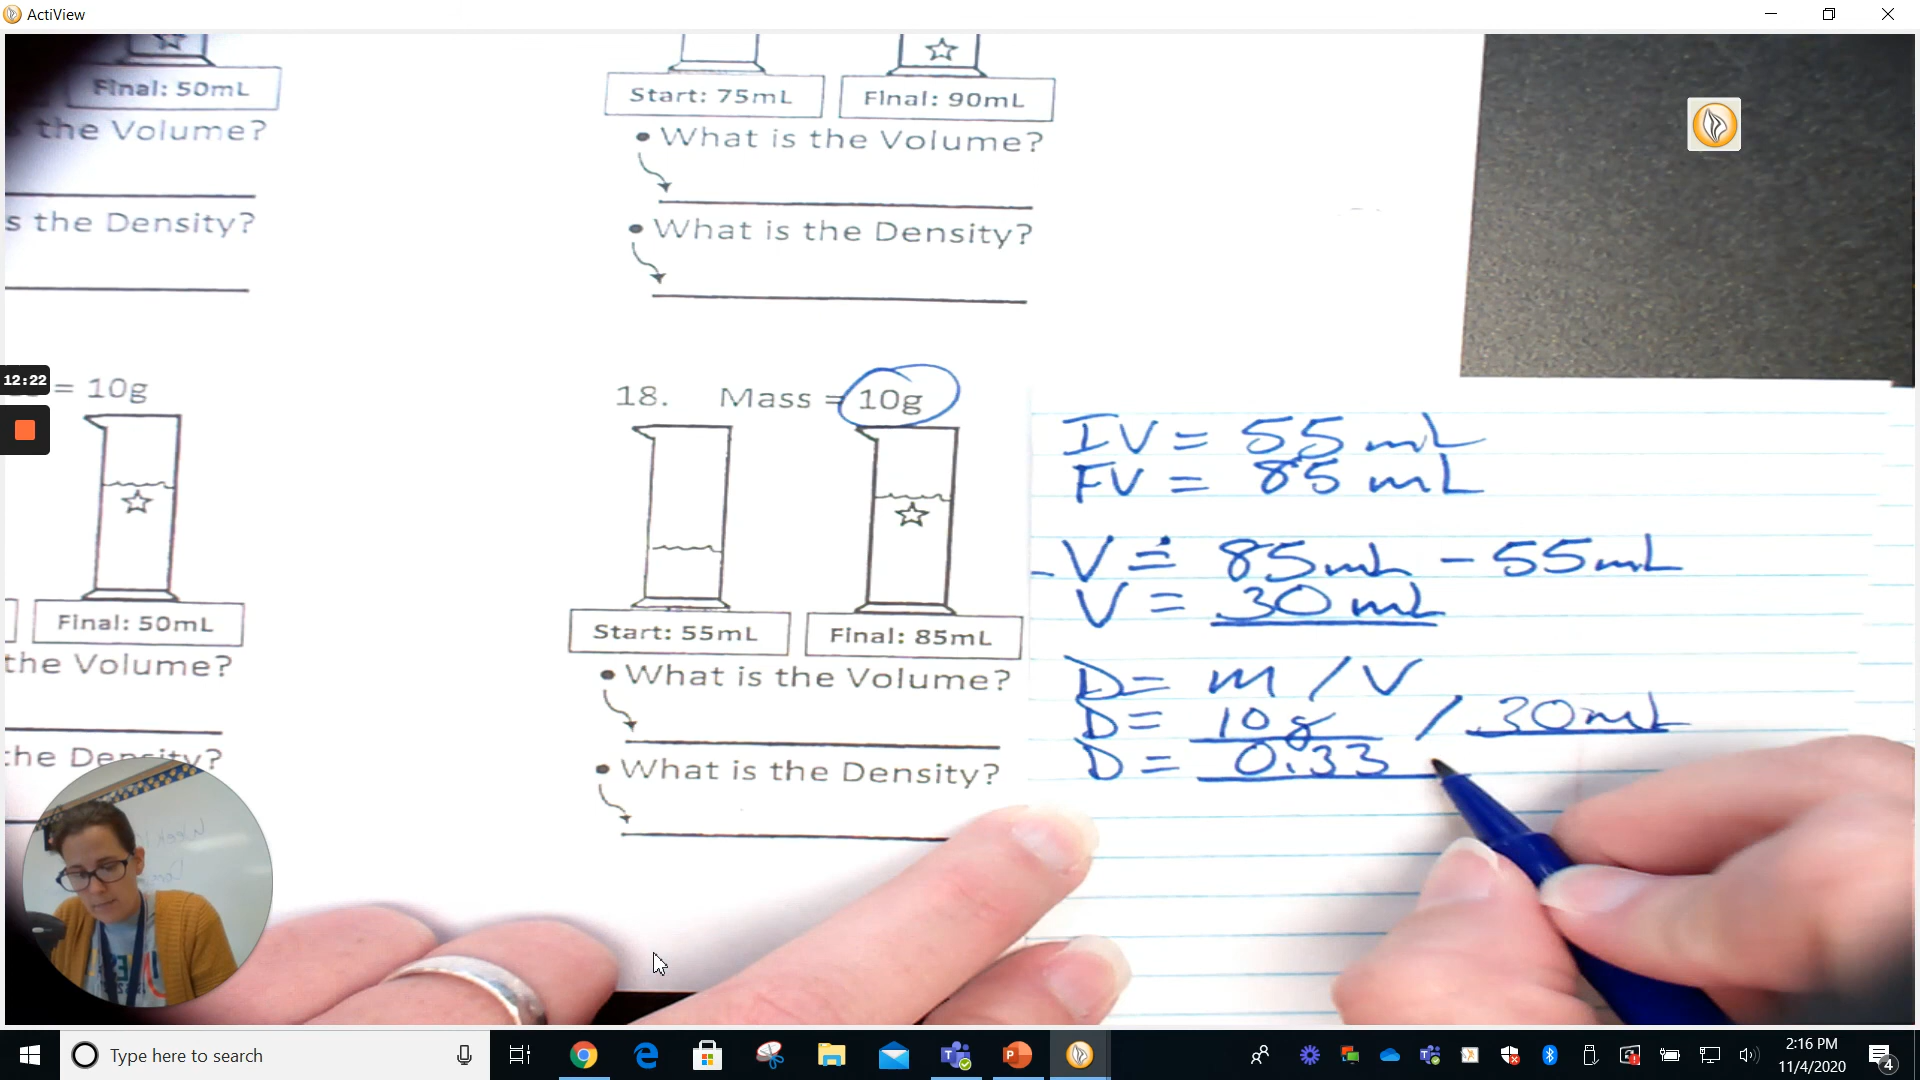 ActiView
Final: 50mL
the Volume?
s the Density?
Start: 75mL
Final: 90mL
• What is the Volume?
• What is the Density?
12:22
= 10g
Final: 50mL
the Volume?
the Density?
18. Mass = 10g
Start: 55mL
Final: 85mL
• What is the Volume?
• What is the Density?
IV = 55 mL
FV = 85 mL
V = 85mL - 55mL
V = 30 mL
D = m / V
D = 10g / 30mL
D = 0.33
Type here to search
2:16 PM
11/4/2020
4